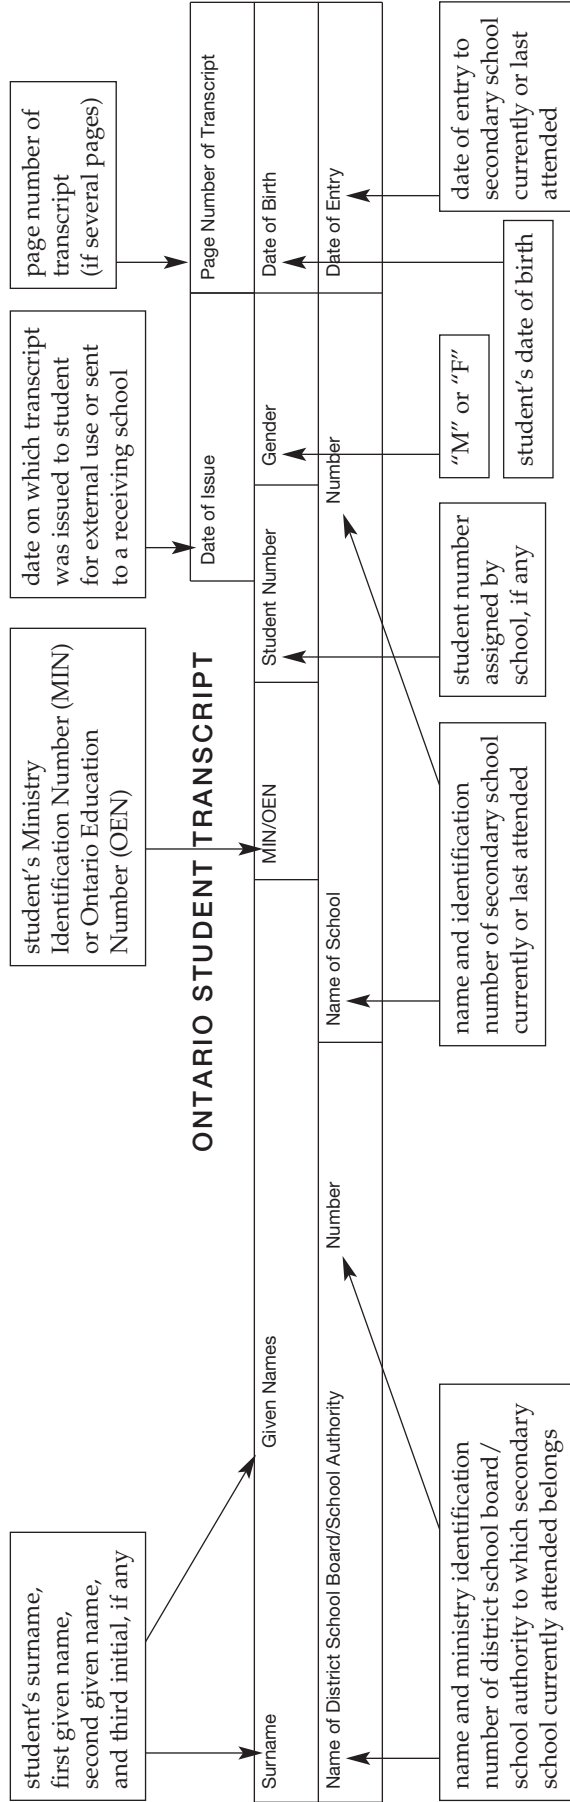 student's surname,
first given name,
second given name,
and third initial, if any
student's Ministry
Identification Number (MIN)
or Ontario Education
Number (OEN)
date on which transcript
was issued to student
for external use or sent
to a receiving school
page number of
transcript
(if several pages)
ONTARIO STUDENT TRANSCRIPT
Date of Issue
Page Number of Transcript
Surname
Given Names
MIN/OEN
Student Number
Gender
Date of Birth
Name of District School Board/School Authority
Number
Name of School
Number
Date of Entry
name and ministry identification
number of district school board/
school authority to which secondary
school currently attended belongs
name and identification
number of secondary school
currently or last attended
student number
assigned by
school, if any
"M" or "F"
student's date of birth
date of entry to
secondary school
currently or last
attended